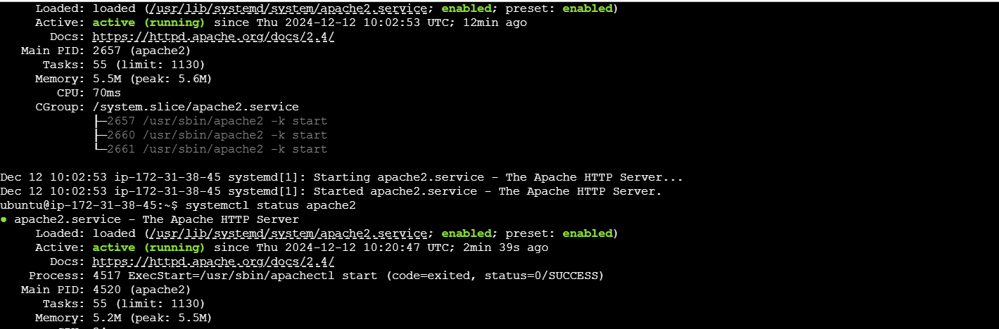 Loaded: loaded (/usr/lib/systemd/system/apache2.service; enabled; preset: enabled)
Active: active (running) since Thu 2024-12-12 10:02:53 UTC; 12min ago
Docs: https://httpd.apache.org/docs/2.4/
Main PID: 2657 (apache2)
Tasks: 55 (limit: 1130)
Memory: 5.5M (peak: 5.6M)
CPU: 70ms
CGroup: /system.slice/apache2.service
├─2657 /usr/sbin/apache2 -k start
├─2660 /usr/sbin/apache2 -k start
└─2661 /usr/sbin/apache2 -k start
Dec 12 10:02:53 ip-172-31-38-45 systemd[1]: Starting apache2.service - The Apache HTTP Server...
Dec 12 10:02:53 ip-172-31-38-45 systemd[1]: Started apache2.service - The Apache HTTP Server.
ubuntu@ip-172-31-38-45:~$ systemctl status apache2
● apache2.service - The Apache HTTP Server
Loaded: loaded (/usr/lib/systemd/system/apache2.service; enabled; preset: enabled)
Active: active (running) since Thu 2024-12-12 10:20:47 UTC; 2min 39s ago
Docs: https://httpd.apache.org/docs/2.4/
Process: 4517 ExecStart=/usr/sbin/apachectl start (code=exited, status=0/SUCCESS)
Main PID: 4520 (apache2)
Tasks: 55 (limit: 1130)
Memory: 5.2M (peak: 5.5M)